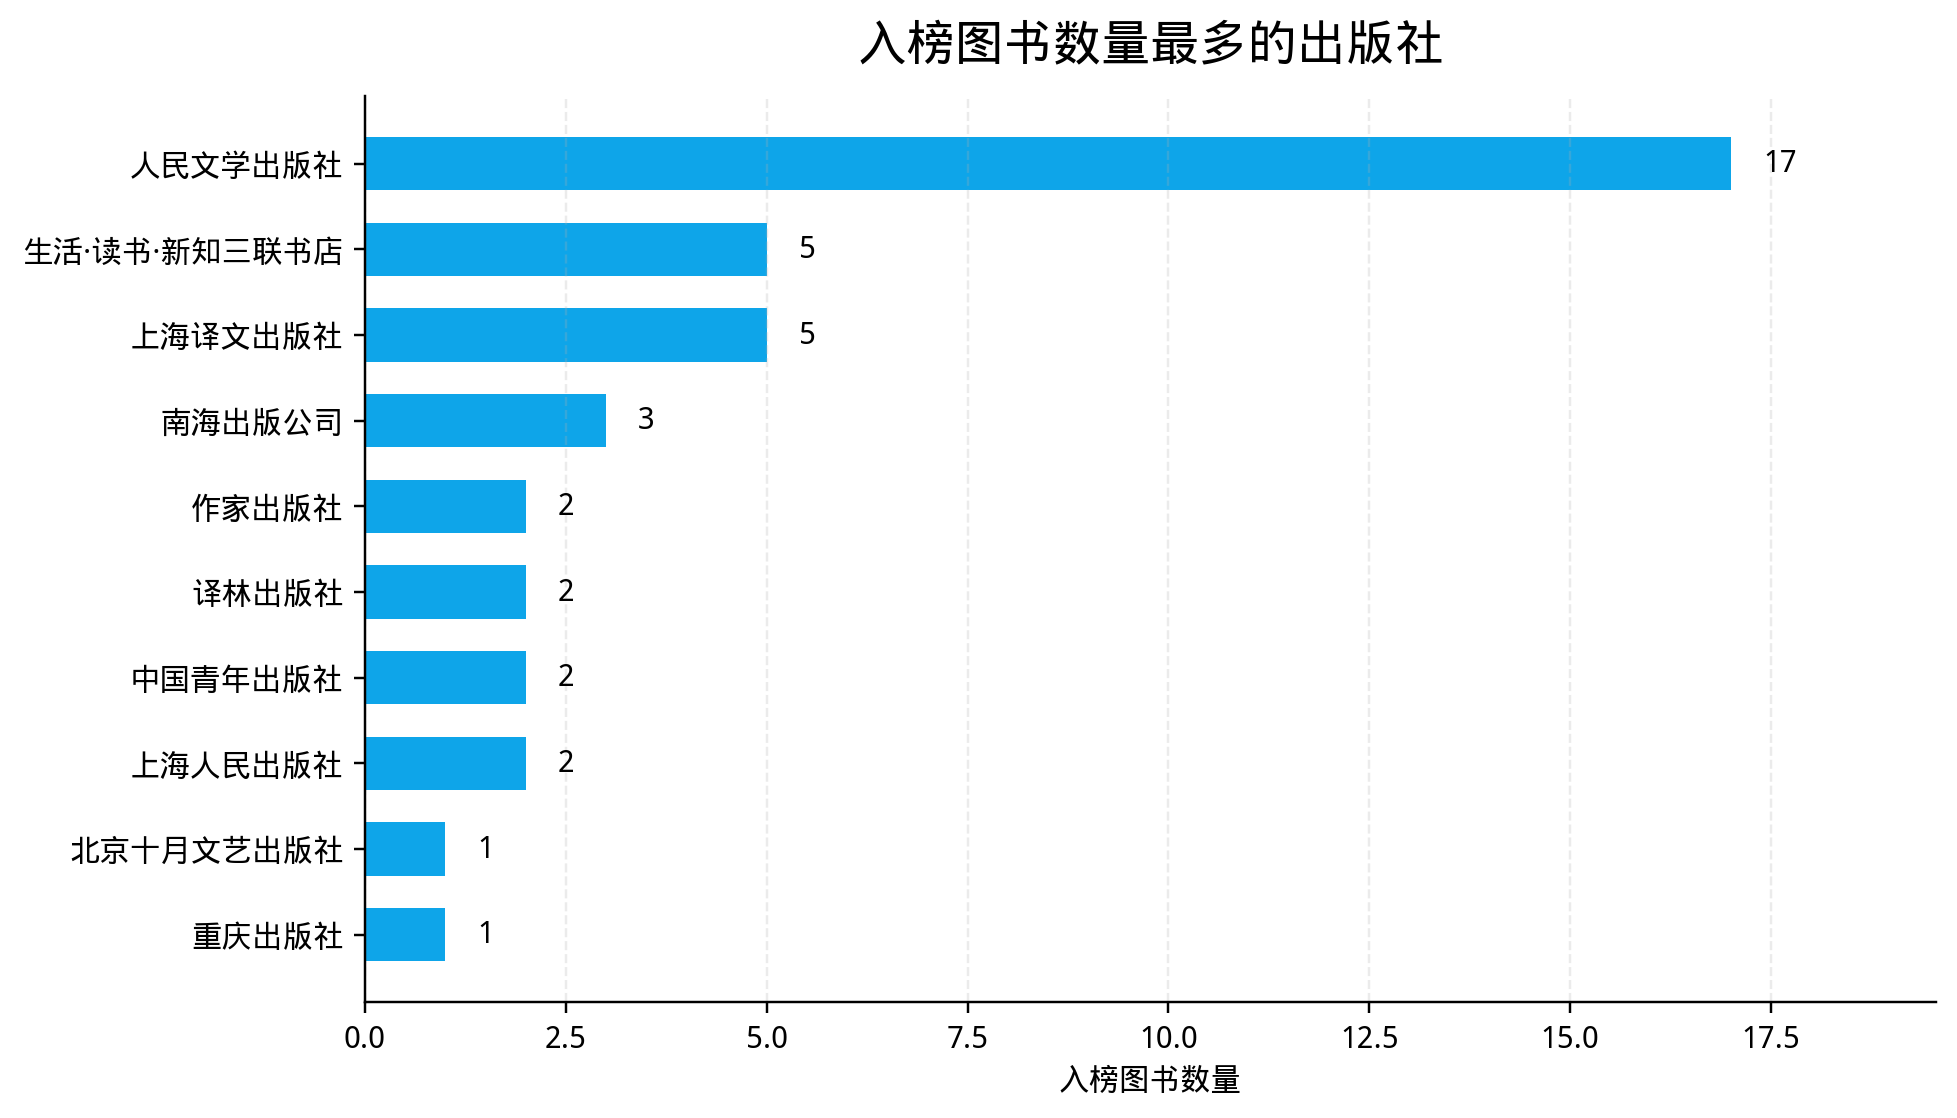 入榜图书数量最多的出版社
人民文学出版社 17
生活·读书·新知三联书店 5
上海译文出版社 5
南海出版公司 3
作家出版社 2
译林出版社 2
中国青年出版社 2
上海人民出版社 2
北京十月文艺出版社 1
重庆出版社 1
0.0 2.5 5.0 7.5 10.0 12.5 15.0 17.5
入榜图书数量